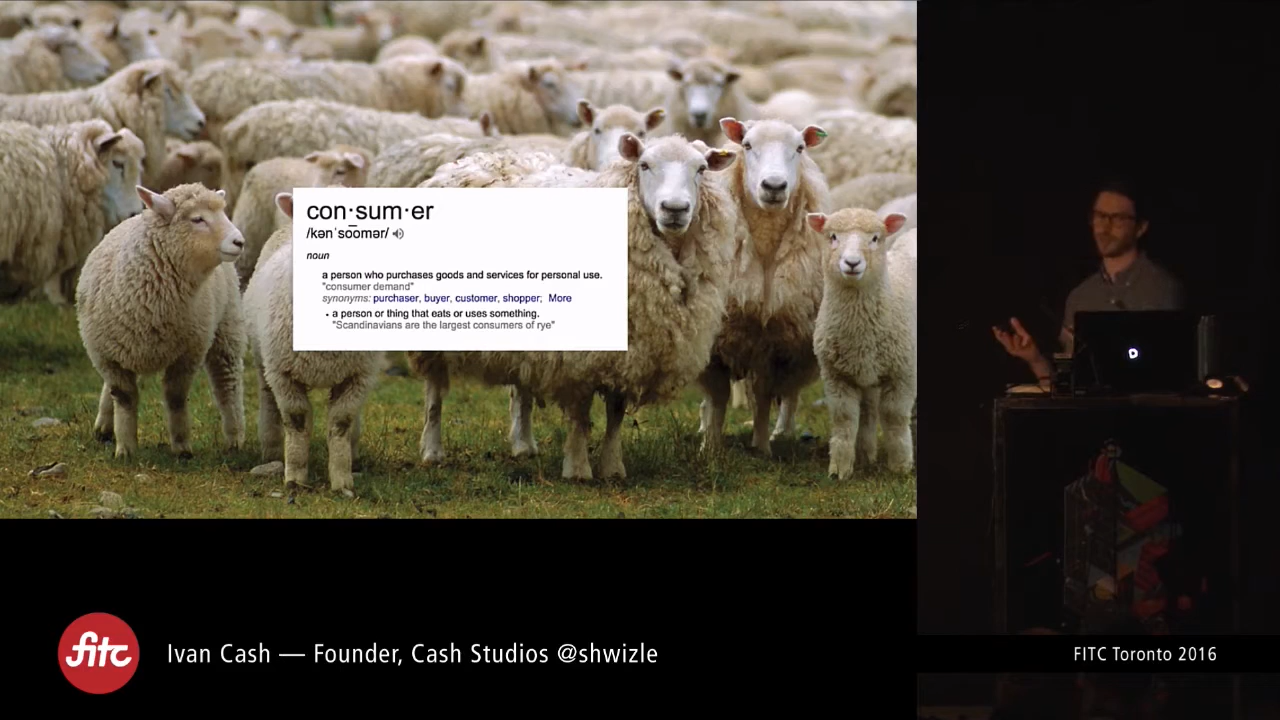 con·sum·er
/kənˈso͞omər/
noun
a person who purchases goods and services for personal use.
"consumer demand"
synonyms: purchaser, buyer, customer, shopper; More
• a person or thing that eats or uses something.
"Scandinavians are the largest consumers of rye"
fitc
Ivan Cash — Founder, Cash Studios @shwizle
FITC Toronto 2016